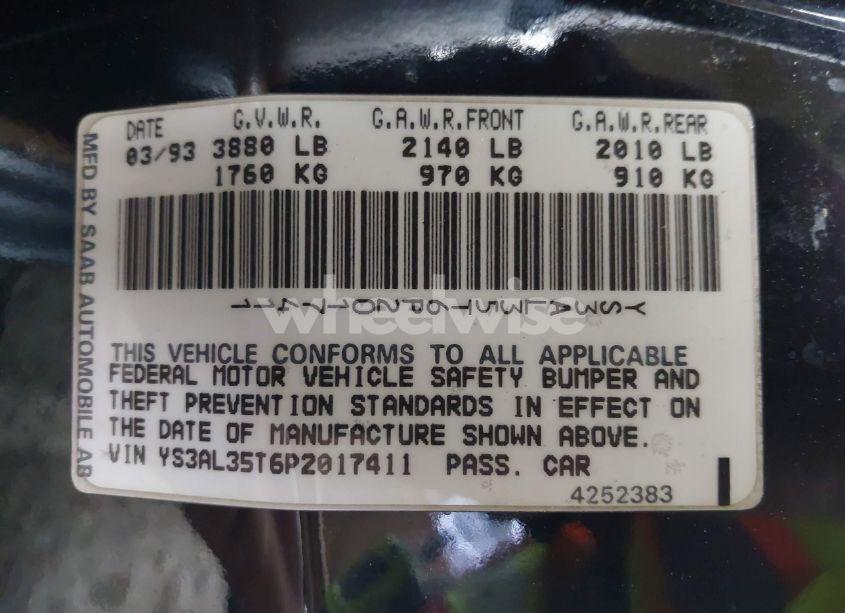 MFD BY SAAB AUTOMOBILE AB
DATE G.V.W.R. G.A.W.R.FRONT G.A.W.R.REAR
03/93 3880 LB 2140 LB 2010 LB
1760 KG 970 KG 910 KG
YS3AL35T6P2017411
wheelwise
THIS VEHICLE CONFORMS TO ALL APPLICABLE
FEDERAL MOTOR VEHICLE SAFETY BUMPER AND
THEFT PREVENTION STANDARDS IN EFFECT ON
THE DATE OF MANUFACTURE SHOWN ABOVE.
VIN YS3AL35T6P2017411 PASS. CAR
4252383